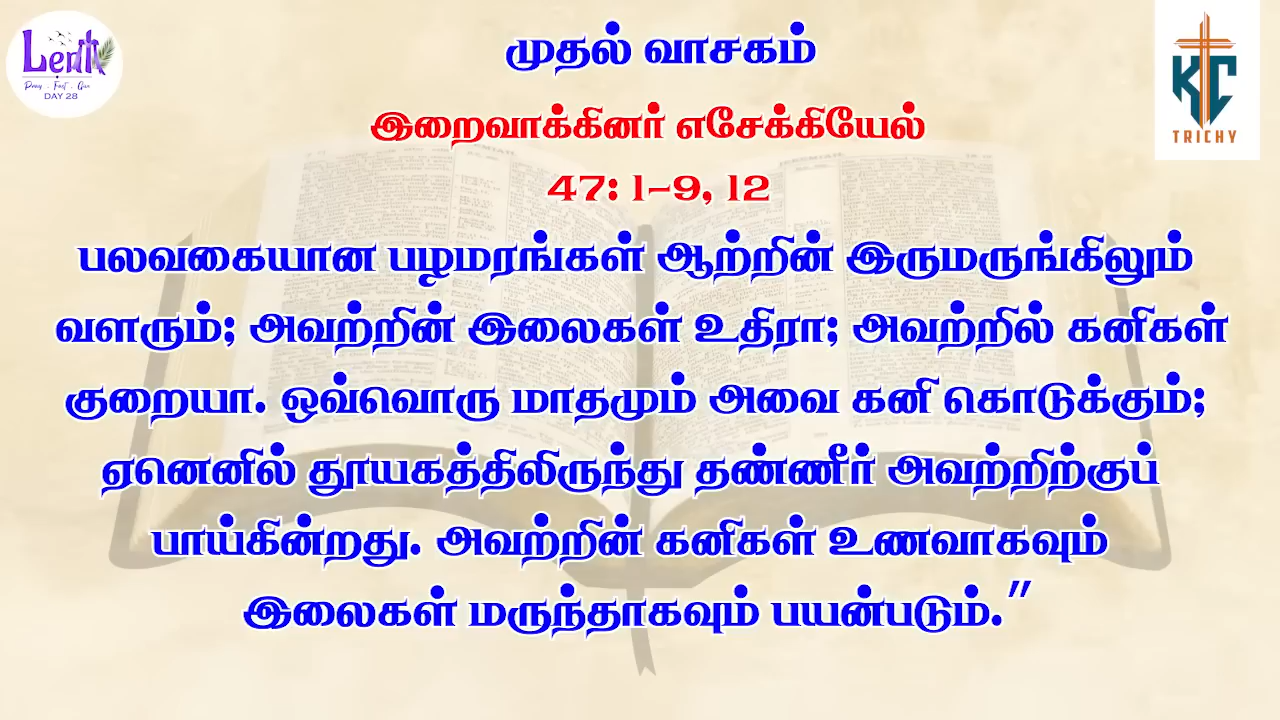 Lent
Pray . Fast . Give
DAY 28
KTC
TRICHY
முதல் வாசகம்
இறைவாக்கினர் எசேக்கியேல்
47: 1-9, 12
பலவகையான பழமரங்கள் ஆற்றின் இருமருங்கிலும்
வளரும்; அவற்றின் இலைகள் உதிரா; அவற்றில் கனிகள்
குறையா. ஒவ்வொரு மாதமும் அவை கனி கொடுக்கும்;
ஏனெனில் தூயகத்திலிருந்து தண்ணீர் அவற்றிற்குப்
பாய்கின்றது. அவற்றின் கனிகள் உணவாகவும்
இலைகள் மருந்தாகவும் பயன்படும்.”